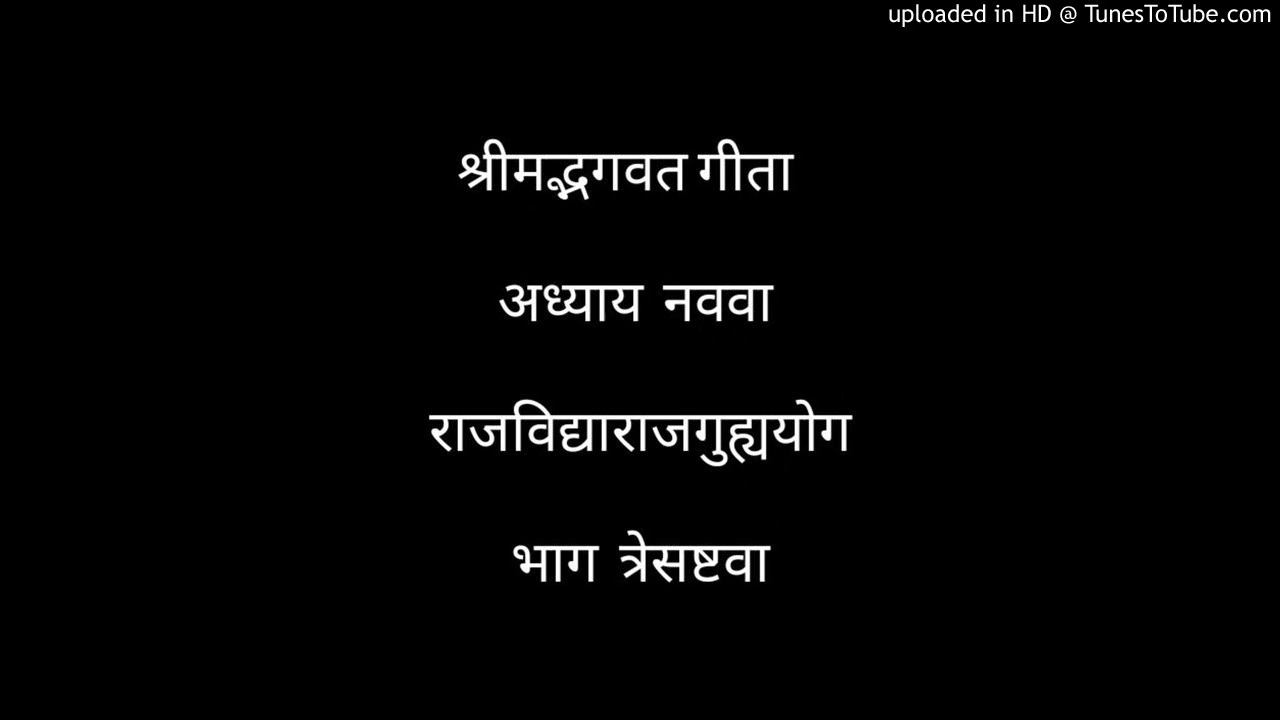 uploaded in HD @ TunesToTube.com
श्रीमद्भगवत गीता
अध्याय नववा
राजविद्याराजगुह्ययोग
भाग त्रेसष्टवा